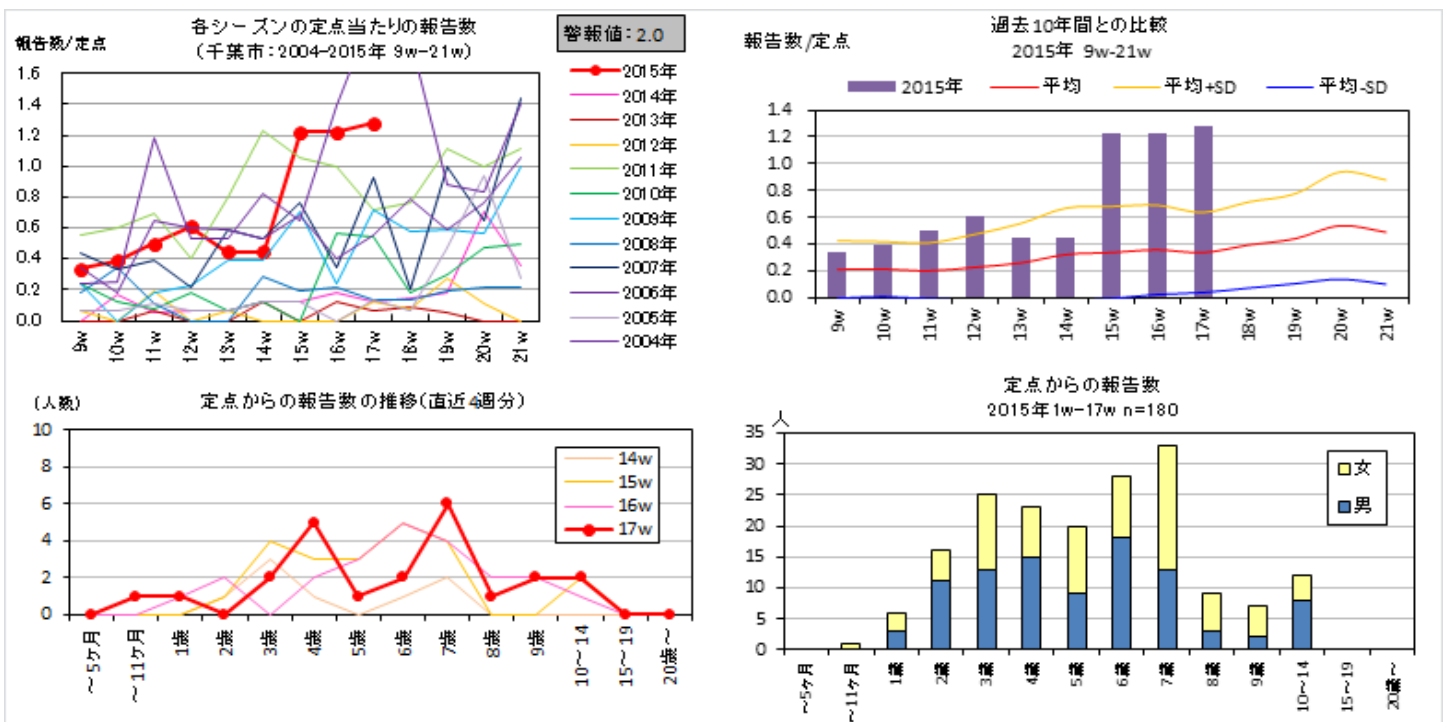 各シーズンの定点当たりの報告数
(千葉市:2004-2015年 9w-21w)
報告数/定点
警報値:2.0
1.6
1.4
1.2
1.0
0.8
0.6
0.4
0.2
0.0
9w
10w
11w
12w
13w
14w
15w
16w
17w
18w
19w
20w
21w
2015年
2014年
2013年
2012年
2011年
2010年
2009年
2008年
2007年
2006年
2005年
2004年
過去10年間との比較
2015年 9w-21w
報告数/定点
2015年
平均
平均+SD
平均-SD
1.4
1.2
1.0
0.8
0.6
0.4
0.2
0.0
9w
10w
11w
12w
13w
14w
15w
16w
17w
18w
19w
20w
21w
定点からの報告数の推移(直近4週分)
(人数)
10
8
6
4
2
0
14w
15w
16w
17w
~5ヶ月
~11ヶ月
1歳
2歳
3歳
4歳
5歳
6歳
7歳
8歳
9歳
10~14
15~19
20歳~
定点からの報告数
2015年1w-17w n=180
人
35
30
25
20
15
10
5
0
女
男
~5ヶ月
~11ヶ月
1歳
2歳
3歳
4歳
5歳
6歳
7歳
8歳
9歳
10~14
15~19
20歳~